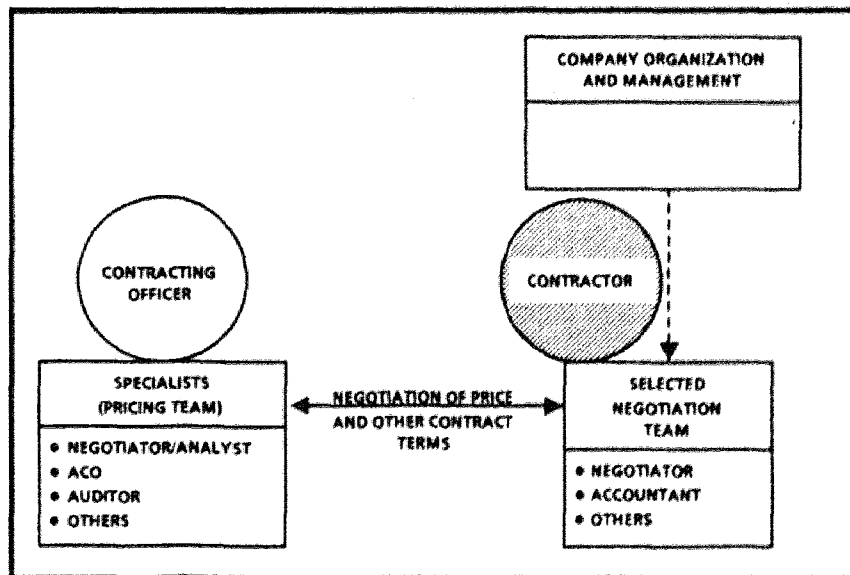 COMPANY ORGANIZATION
AND MANAGEMENT
CONTRACTING
OFFICER
CONTRACTOR
SPECIALISTS
(PRICING TEAM)
● NEGOTIATOR/ANALYST
● ACO
● AUDITOR
● OTHERS
NEGOTIATION OF PRICE
AND OTHER CONTRACT
TERMS
SELECTED
NEGOTIATION
TEAM
● NEGOTIATOR
● ACCOUNTANT
● OTHERS